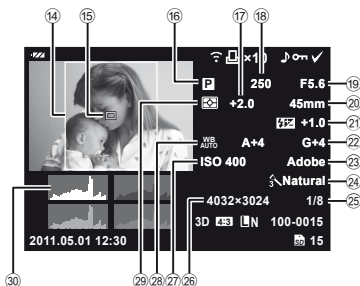 ⑭ ⑮ ⑯ ⑰ ⑱
×10
P 250 F5.6 ⑲
+2.0 45mm ⑳
+1.0 ㉑
WB AUTO A+4 G+4 ㉒
ISO 400 Adobe ㉓
3 Natural ㉔
4032×3024 1/8 ㉕
3D 4:3 LN 100-0015
2011.05.01 12:30 SD 15
㉚ ㉙ ㉘ ㉗ ㉖